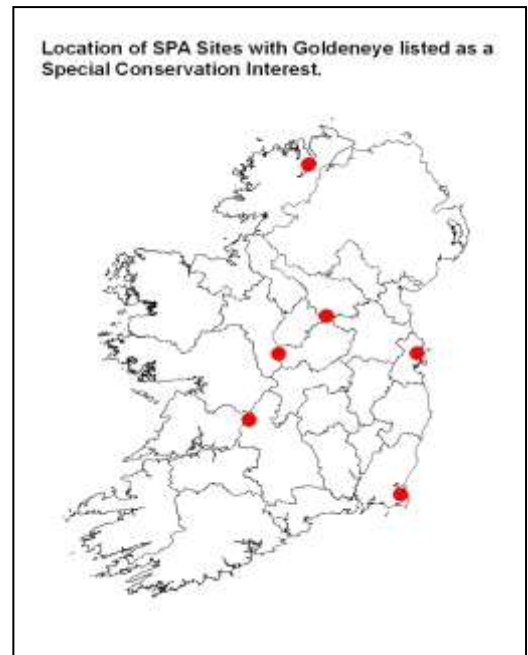 Location of SPA Sites with Goldeneye listed as a
Special Conservation Interest.